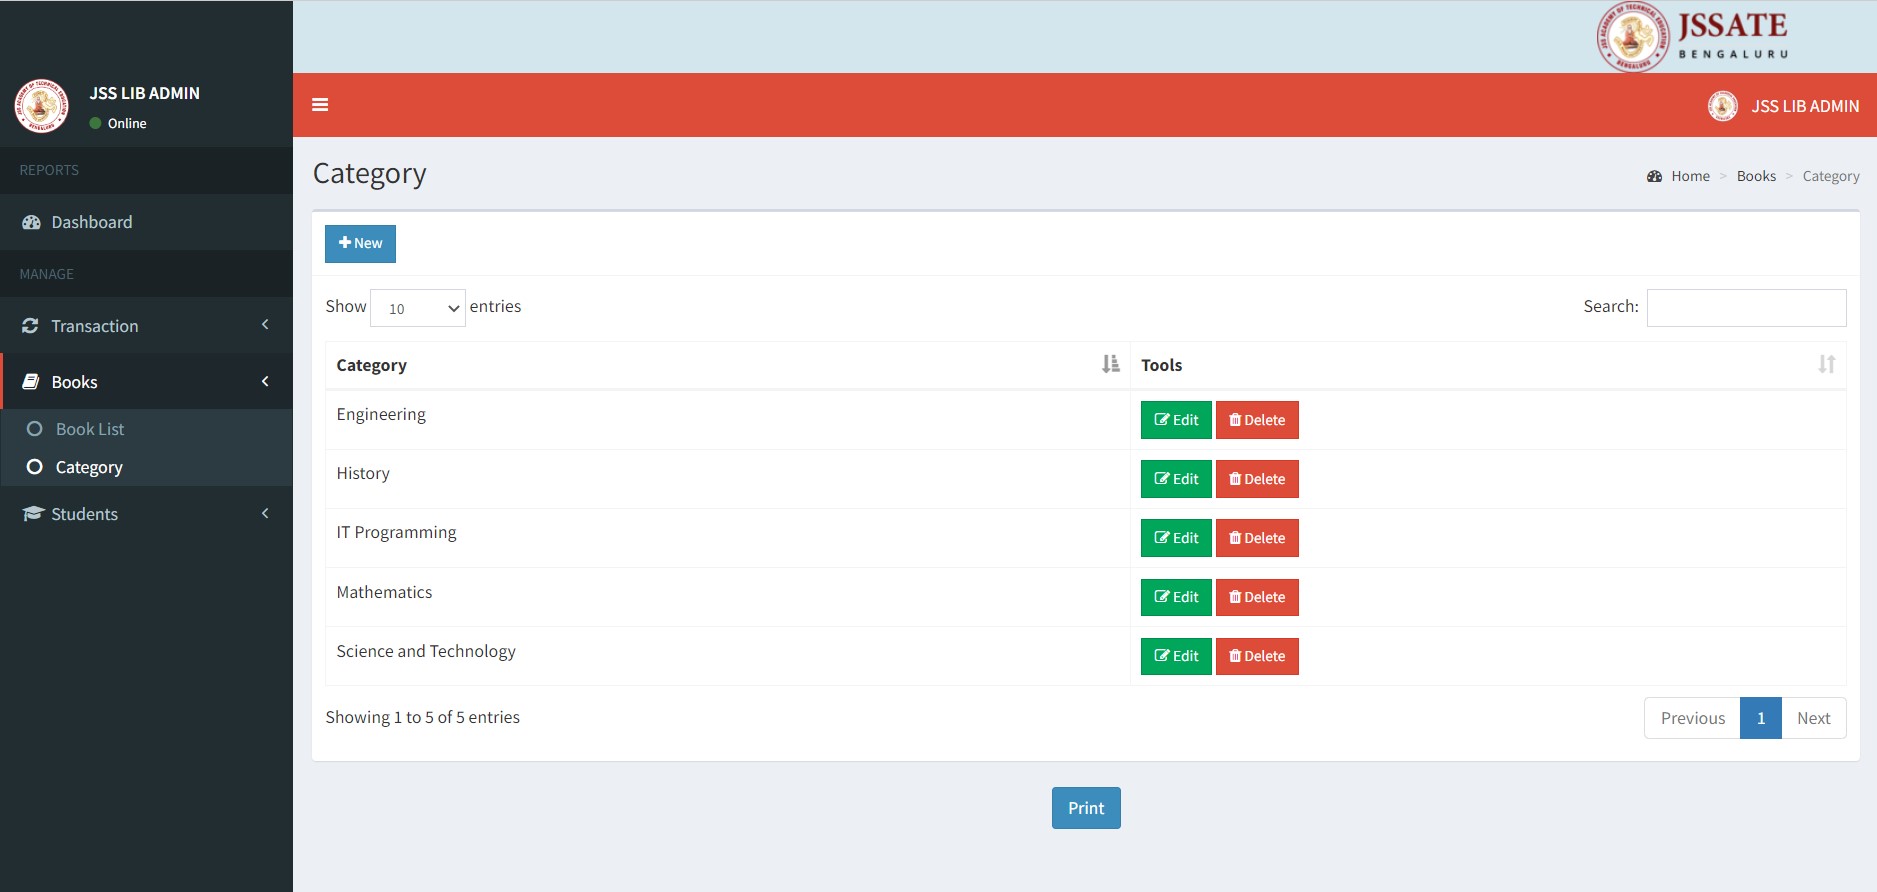 JSSATE
BENGALURU
JSS LIB ADMIN
Online
JSS LIB ADMIN
REPORTS
Dashboard
MANAGE
Transaction
Books
Book List
Category
Students
Category
Home > Books > Category
New
Show 10 entries
Search:
Category Tools
Engineering Edit Delete
History Edit Delete
IT Programming Edit Delete
Mathematics Edit Delete
Science and Technology Edit Delete
Showing 1 to 5 of 5 entries
Previous 1 Next
Print